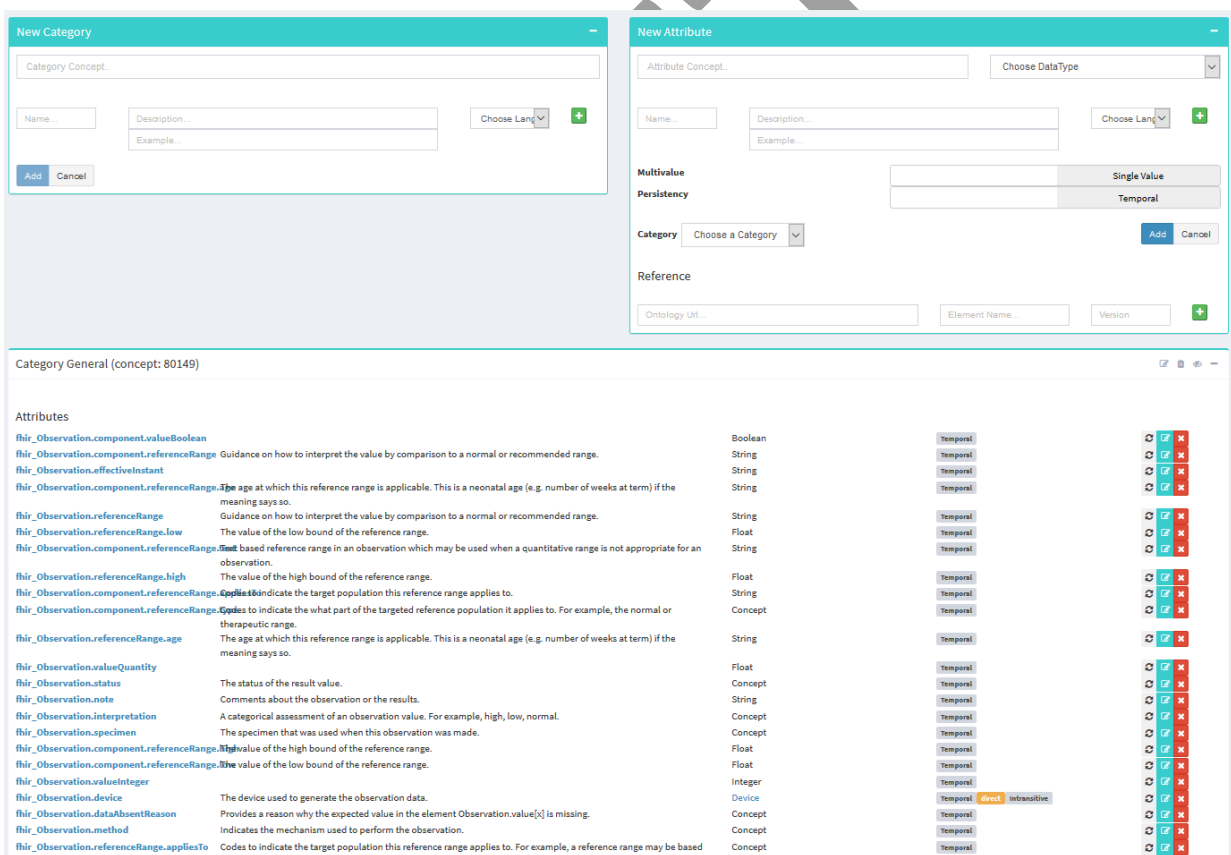 New Category
Category Concept..
Name...
Description...
Choose Lang
Example...
Add Cancel
New Attribute
Attribute Concept..
Choose DataType
Name...
Description...
Choose Lang
Example...
Multivalue
Single Value
Persistency
Temporal
Category Choose a Category
Add Cancel
Reference
Ontology Url...
Element Name...
Version
Category General (concept: 80149)
Attributes
fhir_Observation.component.valueBoolean Boolean Temporal
fhir_Observation.component.referenceRange Guidance on how to interpret the value by comparison to a normal or recommended range. String Temporal
fhir_Observation.effectiveInstant String Temporal
fhir_Observation.component.referenceRange. age at which this reference range is applicable. This is a neonatal age (e.g. number of weeks at term) if the String Temporal
meaning says so.
fhir_Observation.referenceRange Guidance on how to interpret the value by comparison to a normal or recommended range. String Temporal
fhir_Observation.referenceRange.low The value of the low bound of the reference range. Float Temporal
fhir_Observation.component.referenceRange. based reference range in an observation which may be used when a quantitative range is not appropriate for an String Temporal
observation.
fhir_Observation.referenceRange.high The value of the high bound of the reference range. Float Temporal
fhir_Observation.component.referenceRange. indicate the target population this reference range applies to. String Temporal
fhir_Observation.component.referenceRange. to indicate the what part of the targeted reference population it applies to. For example, the normal or Concept Temporal
therapeutic range.
fhir_Observation.referenceRange.age The age at which this reference range is applicable. This is a neonatal age (e.g. number of weeks at term) if the String Temporal
meaning says so.
fhir_Observation.valueQuantity Float Temporal
fhir_Observation.status The status of the result value. Concept Temporal
fhir_Observation.note Comments about the observation or the results. String Temporal
fhir_Observation.interpretation A categorical assessment of an observation value. For example, high, low, normal. Concept Temporal
fhir_Observation.specimen The specimen that was used when this observation was made. Concept Temporal
fhir_Observation.component.referenceRange. value of the high bound of the reference range. Float Temporal
fhir_Observation.component.referenceRange. value of the low bound of the reference range. Float Temporal
fhir_Observation.valueInteger Integer Temporal
fhir_Observation.device The device used to generate the observation data. Device Temporal direct intransitive
fhir_Observation.dataAbsentReason Provides a reason why the expected value in the element Observation.value[x] is missing. Concept Temporal
fhir_Observation.method Indicates the mechanism used to perform the observation. Concept Temporal
fhir_Observation.referenceRange.appliesTo Codes to indicate the target population this reference range applies to. For example, a reference range may be based Concept Temporal